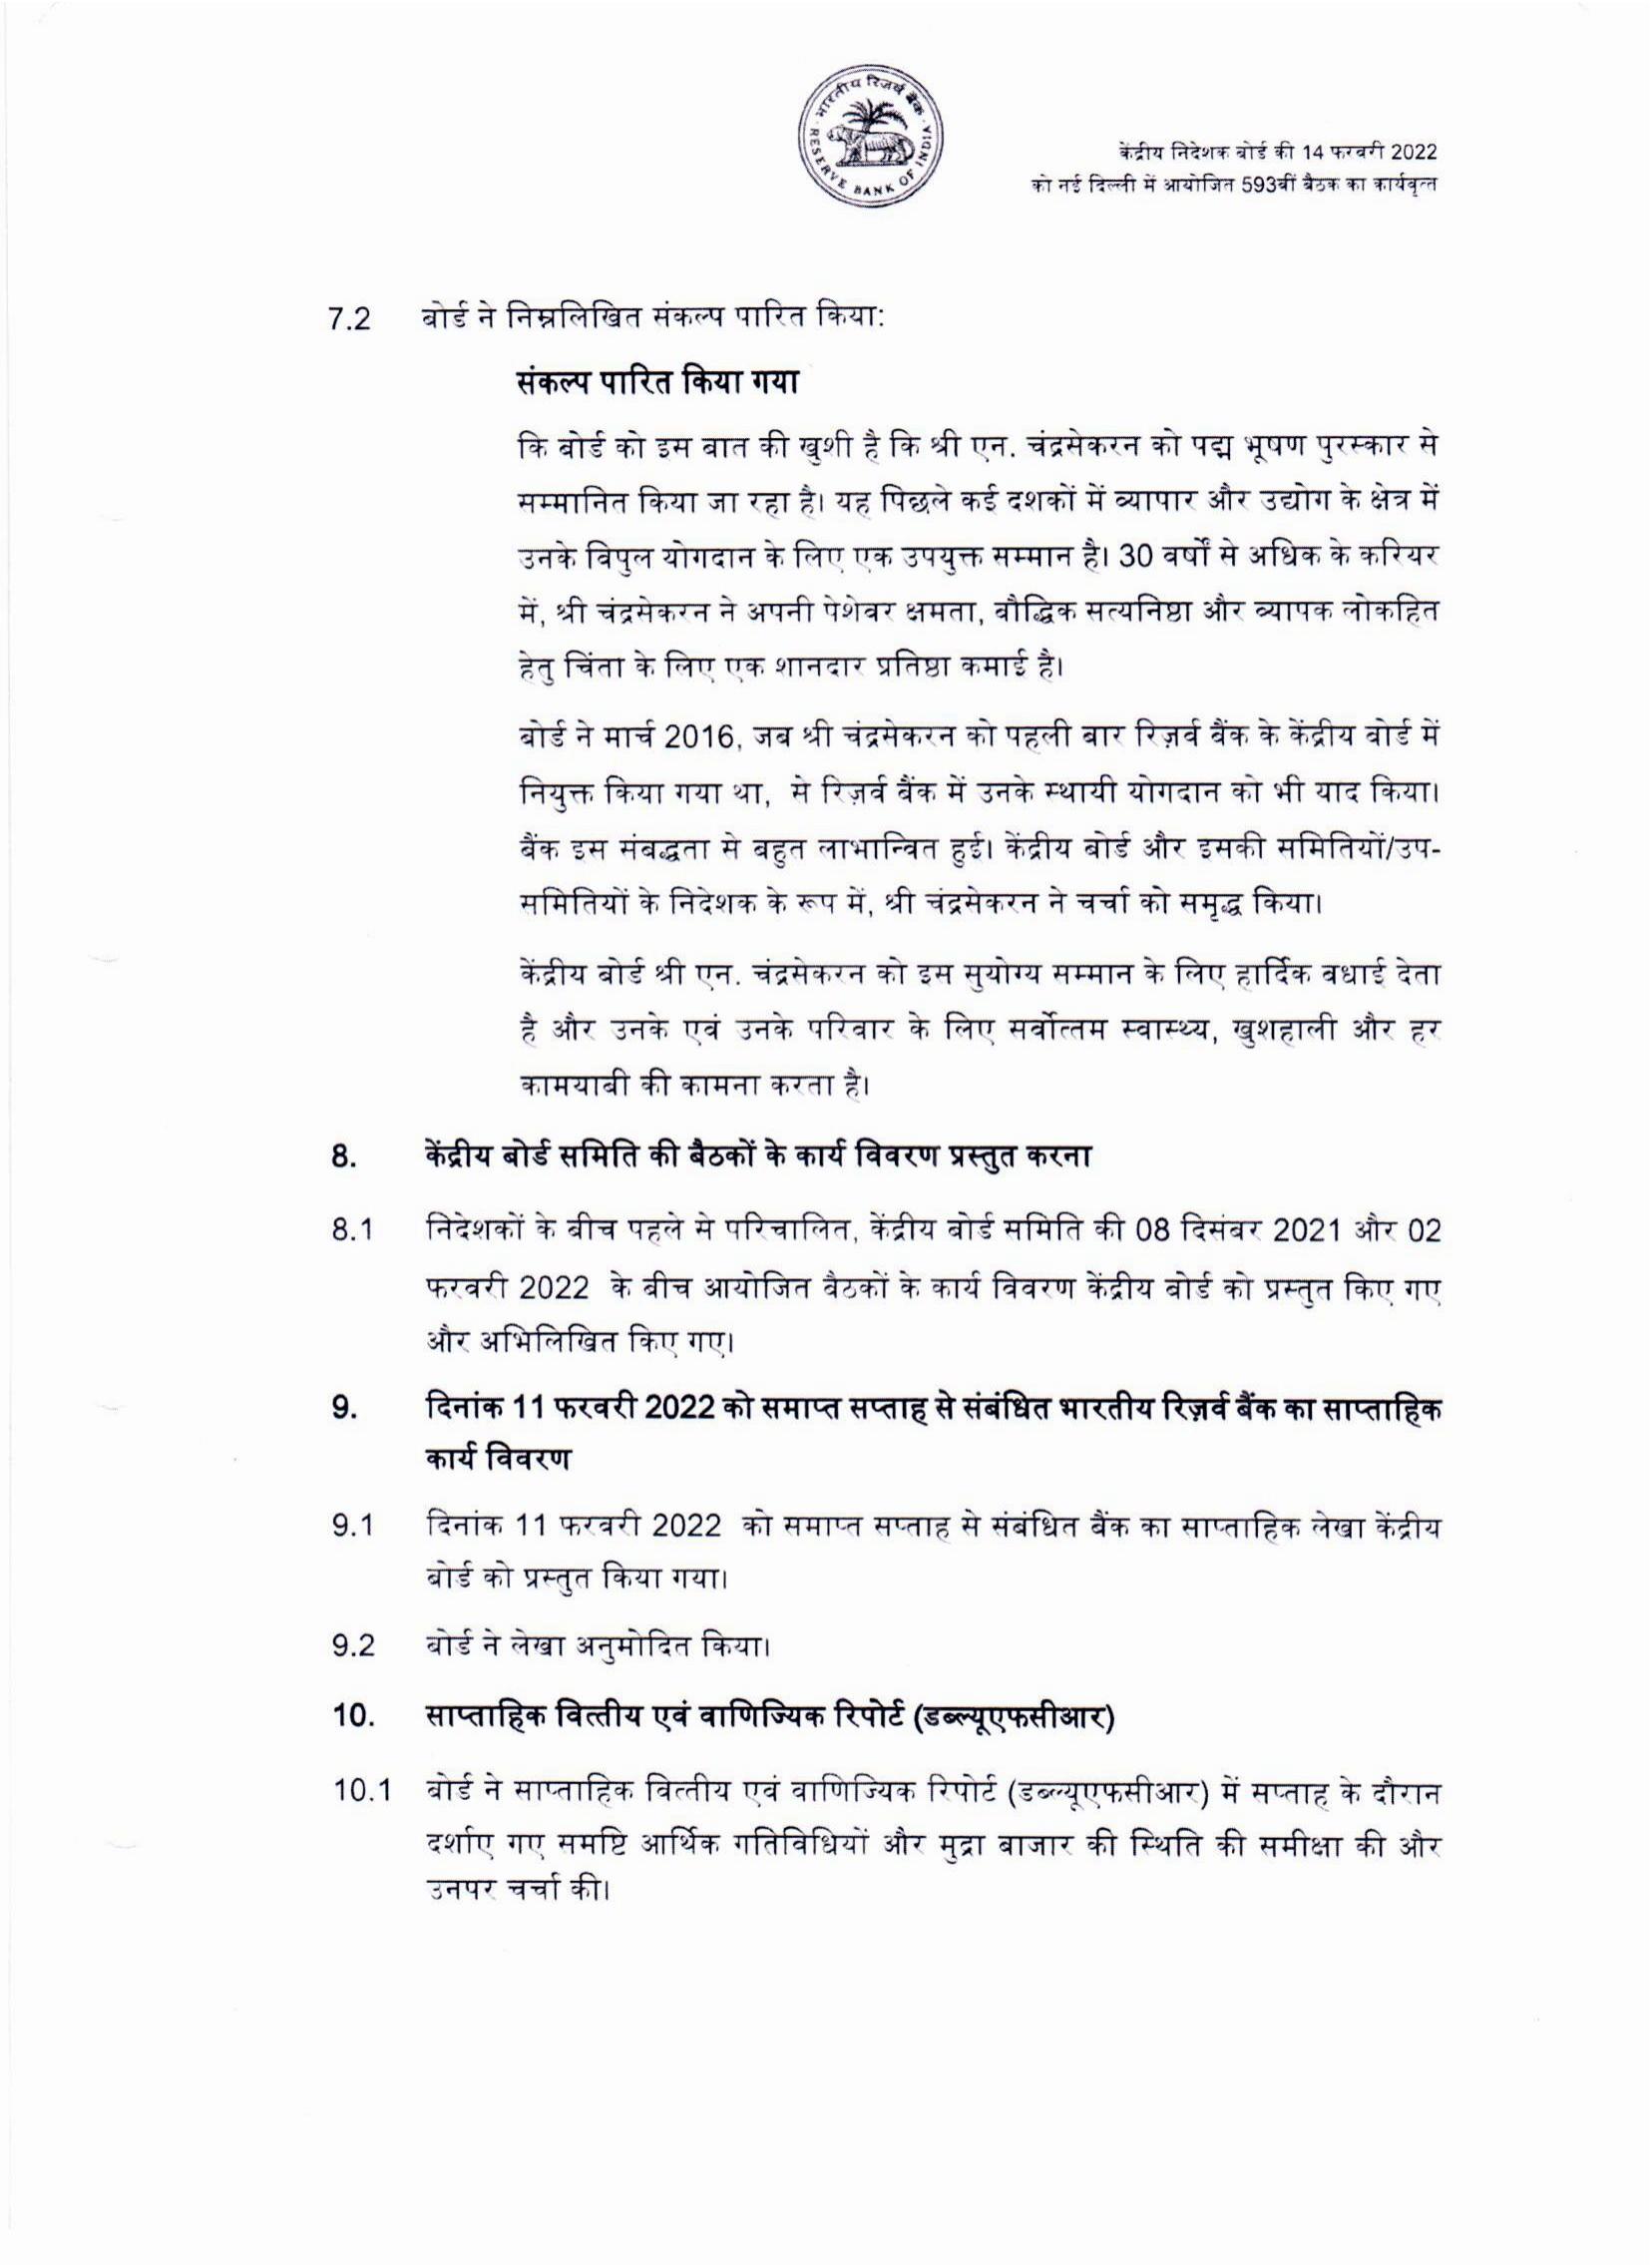 भारतीय रिज़र्व बैंक
RESERVE BANK OF INDIA
केंद्रीय निदेशक बोर्ड की 14 फरवरी 2022
को नई दिल्ली में आयोजित 593वीं बैठक का कार्यवृत्त
7.2 बोर्ड ने निम्नलिखित संकल्प पारित किया:
संकल्प पारित किया गया
कि बोर्ड को इस बात की खुशी है कि श्री एन. चंद्रसेकरन को पद्म भूषण पुरस्कार से
सम्मानित किया जा रहा है। यह पिछले कई दशकों में व्यापार और उद्योग के क्षेत्र में
उनके विपुल योगदान के लिए एक उपयुक्त सम्मान है। 30 वर्षों से अधिक के करियर
में, श्री चंद्रसेकरन ने अपनी पेशेवर क्षमता, बौद्धिक सत्यनिष्ठा और व्यापक लोकहित
हेतु चिंता के लिए एक शानदार प्रतिष्ठा कमाई है।
बोर्ड ने मार्च 2016, जब श्री चंद्रसेकरन को पहली बार रिज़र्व बैंक के केंद्रीय बोर्ड में
नियुक्त किया गया था, से रिज़र्व बैंक में उनके स्थायी योगदान को भी याद किया।
बैंक इस संबद्धता से बहुत लाभान्वित हुई। केंद्रीय बोर्ड और इसकी समितियों/उप-
समितियों के निदेशक के रूप में, श्री चंद्रसेकरन ने चर्चा को समृद्ध किया।
केंद्रीय बोर्ड श्री एन. चंद्रसेकरन को इस सुयोग्य सम्मान के लिए हार्दिक बधाई देता
है और उनके एवं उनके परिवार के लिए सर्वोत्तम स्वास्थ्य, खुशहाली और हर
कामयाबी की कामना करता है।
8. केंद्रीय बोर्ड समिति की बैठकों के कार्य विवरण प्रस्तुत करना
8.1 निदेशकों के बीच पहले से परिचालित, केंद्रीय बोर्ड समिति की 08 दिसंबर 2021 और 02
फरवरी 2022 के बीच आयोजित बैठकों के कार्य विवरण केंद्रीय बोर्ड को प्रस्तुत किए गए
और अभिलिखित किए गए।
9. दिनांक 11 फरवरी 2022 को समाप्त सप्ताह से संबंधित भारतीय रिज़र्व बैंक का साप्ताहिक
कार्य विवरण
9.1 दिनांक 11 फरवरी 2022 को समाप्त सप्ताह से संबंधित बैंक का साप्ताहिक लेखा केंद्रीय
बोर्ड को प्रस्तुत किया गया।
9.2 बोर्ड ने लेखा अनुमोदित किया।
10. साप्ताहिक वित्तीय एवं वाणिज्यिक रिपोर्ट (डब्ल्यूएफसीआर)
10.1 बोर्ड ने साप्ताहिक वित्तीय एवं वाणिज्यिक रिपोर्ट (डब्ल्यूएफसीआर) में सप्ताह के दौरान
दर्शाए गए समष्टि आर्थिक गतिविधियों और मुद्रा बाजार की स्थिति की समीक्षा की और
उनपर चर्चा की।